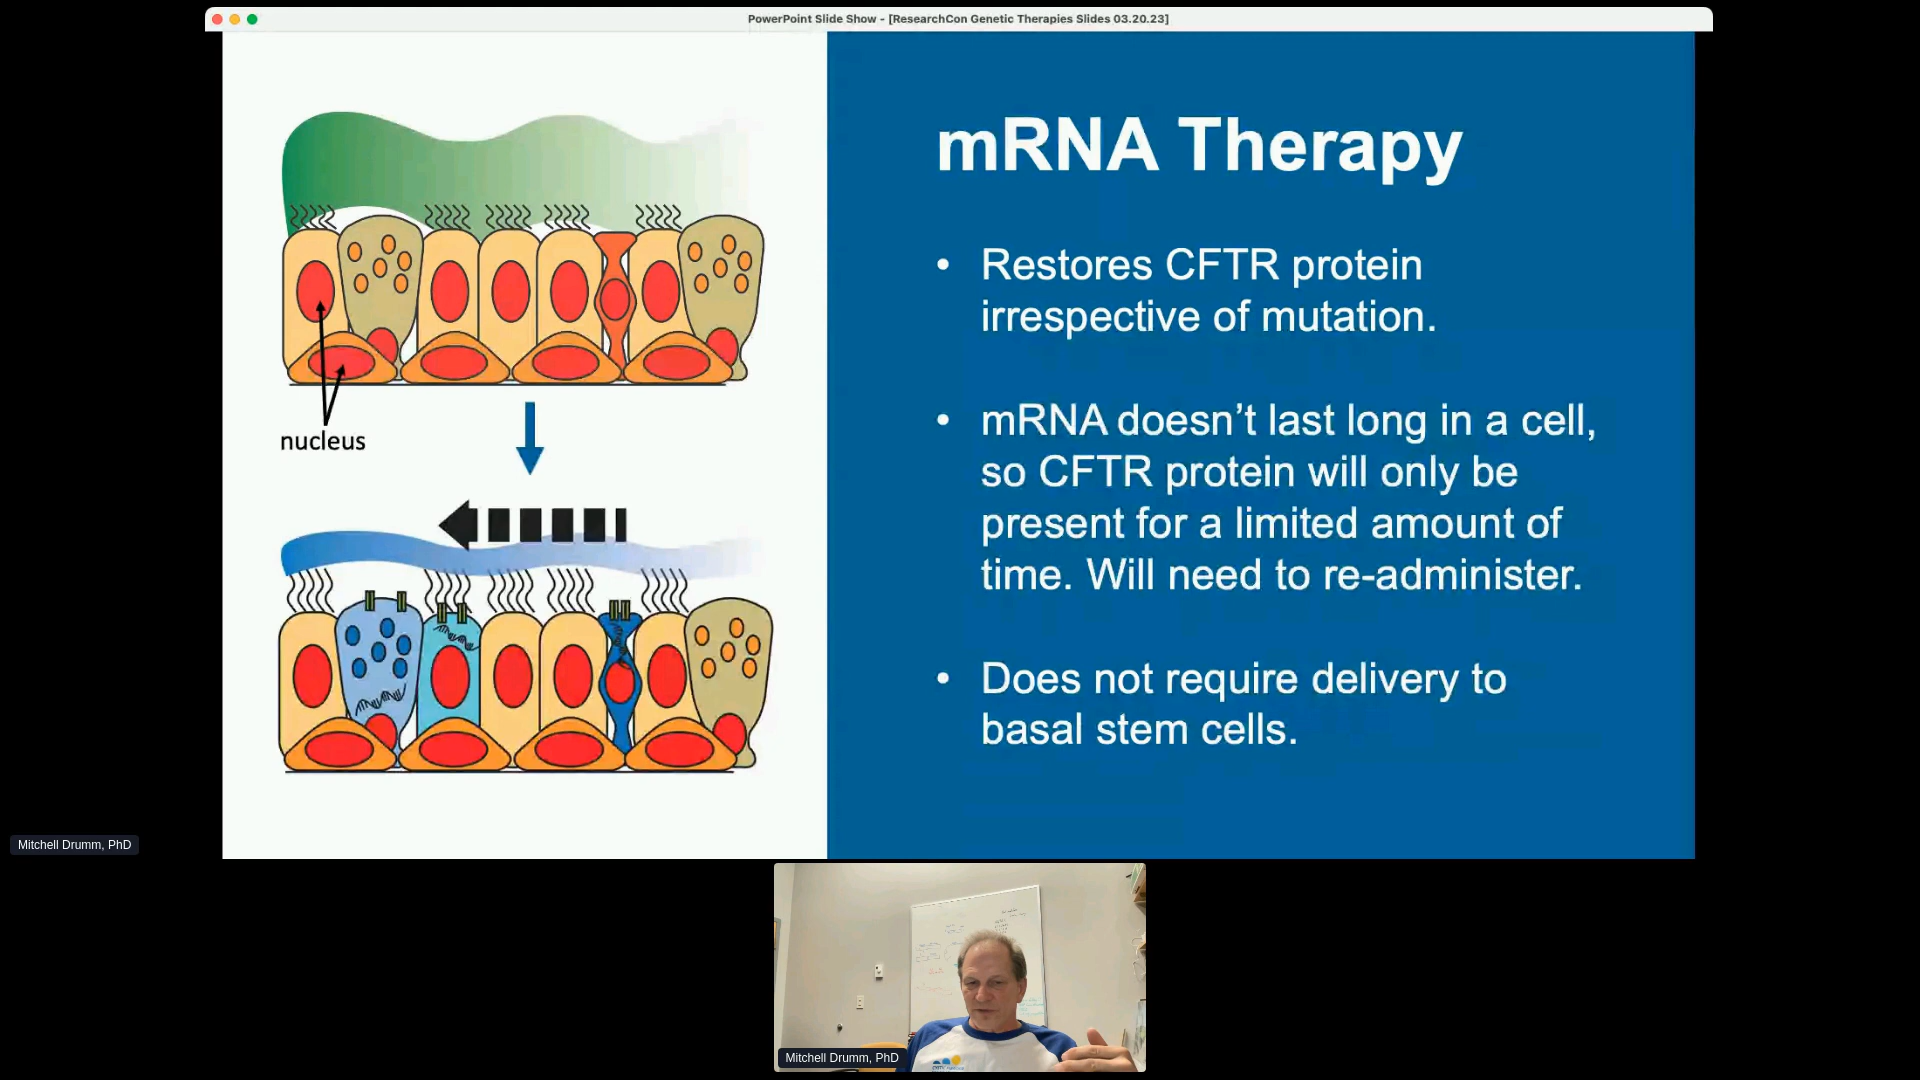 PowerPoint Slide Show - [ResearchCon Genetic Therapies Slides 03.20.23]
nucleus
mRNA Therapy
• Restores CFTR protein
irrespective of mutation.
• mRNA doesn’t last long in a cell,
so CFTR protein will only be
present for a limited amount of
time. Will need to re-administer.
• Does not require delivery to
basal stem cells.
Mitchell Drumm, PhD
Mitchell Drumm, PhD